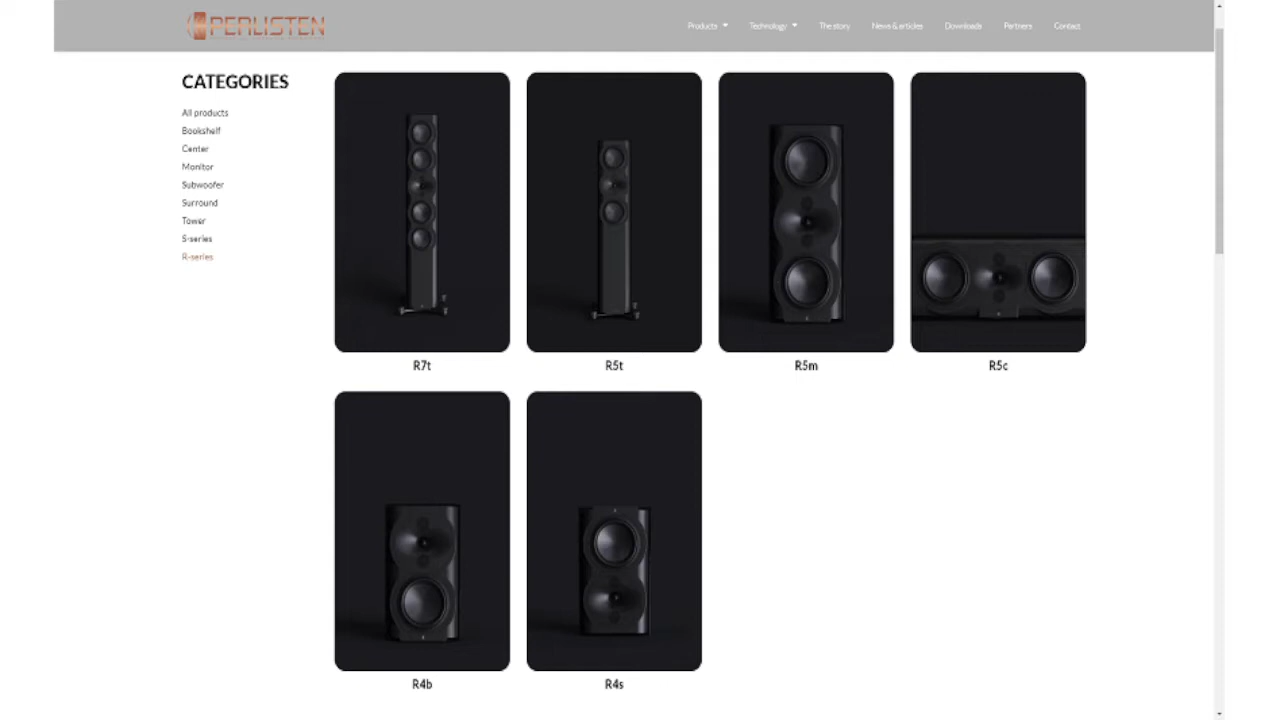 PERLISTEN
Products Technology The story News & articles Downloads Partners Contact
CATEGORIES
All products
Bookshelf
Center
Monitor
Subwoofer
Surround
Tower
S-series
R-series
R7t R5t R5m R5c
R4b R4s